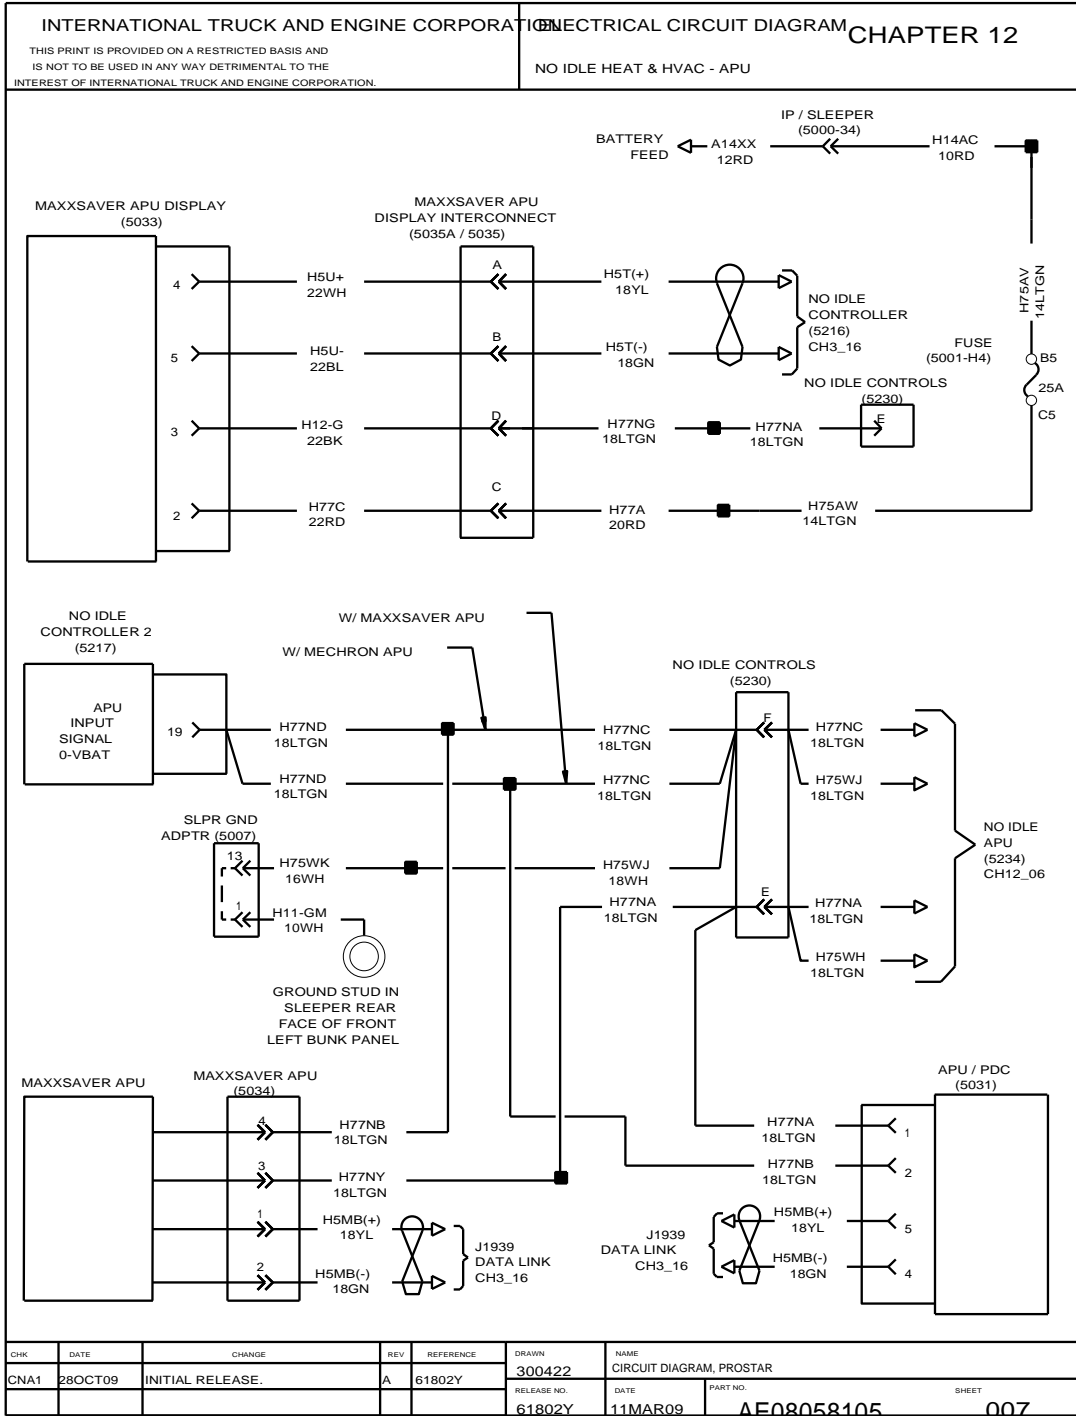 INTERNATIONAL TRUCK AND ENGINE CORPORATION
THIS PRINT IS PROVIDED ON A RESTRICTED BASIS AND
IS NOT TO BE USED IN ANY WAY DETRIMENTAL TO THE
INTEREST OF INTERNATIONAL TRUCK AND ENGINE CORPORATION.
ELECTRICAL CIRCUIT DIAGRAM
CHAPTER 12
NO IDLE HEAT & HVAC - APU
IP / SLEEPER
(5000-34)
BATTERY
FEED
A14XX
12RD
H14AC
10RD
MAXXSAVER APU DISPLAY
(5033)
MAXXSAVER APU
DISPLAY INTERCONNECT
(5035A / 5035)
4
H5U+
22WH
A
H5T(+)
18YL
NO IDLE
CONTROLLER
(5216)
CH3_16
H75AV
14LTGN
5
H5U-
22BL
B
H5T(-)
18GN
FUSE
(5001-H4)
B5
25A
C5
NO IDLE CONTROLS
(5230)
E
3
H12-G
22BK
D
H77NG
18LTGN
H77NA
18LTGN
2
H77C
22RD
C
H77A
20RD
H75AW
14LTGN
NO IDLE
CONTROLLER 2
(5217)
W/ MAXXSAVER APU
W/ MECHRON APU
NO IDLE CONTROLS
(5230)
APU
INPUT
SIGNAL
0-VBAT
19
H77ND
18LTGN
H77NC
18LTGN
F
H77NC
18LTGN
H77ND
18LTGN
H77NC
18LTGN
H75WJ
18LTGN
SLPR GND
ADPTR (5007)
13
H75WK
16WH
H75WJ
18WH
NO IDLE
APU
(5234)
CH12_06
1
H11-GM
10WH
H77NA
18LTGN
E
H77NA
18LTGN
H75WH
18LTGN
GROUND STUD IN
SLEEPER REAR
FACE OF FRONT
LEFT BUNK PANEL
MAXXSAVER APU
MAXXSAVER APU
(5034)
APU / PDC
(5031)
4
H77NB
18LTGN
H77NA
18LTGN
1
3
H77NY
18LTGN
H77NB
18LTGN
2
1
H5MB(+)
18YL
J1939
DATA LINK
CH3_16
2
H5MB(-)
18GN
J1939
DATA LINK
CH3_16
H5MB(+)
18YL
5
H5MB(-)
18GN
4
CHK DATE CHANGE REV REFERENCE
CNA1 28OCT09 INITIAL RELEASE. A 61802Y
DRAWN
300422
NAME
CIRCUIT DIAGRAM, PROSTAR
RELEASE NO.
61802Y
DATE
11MAR09
PART NO.
AE08058105
SHEET
007